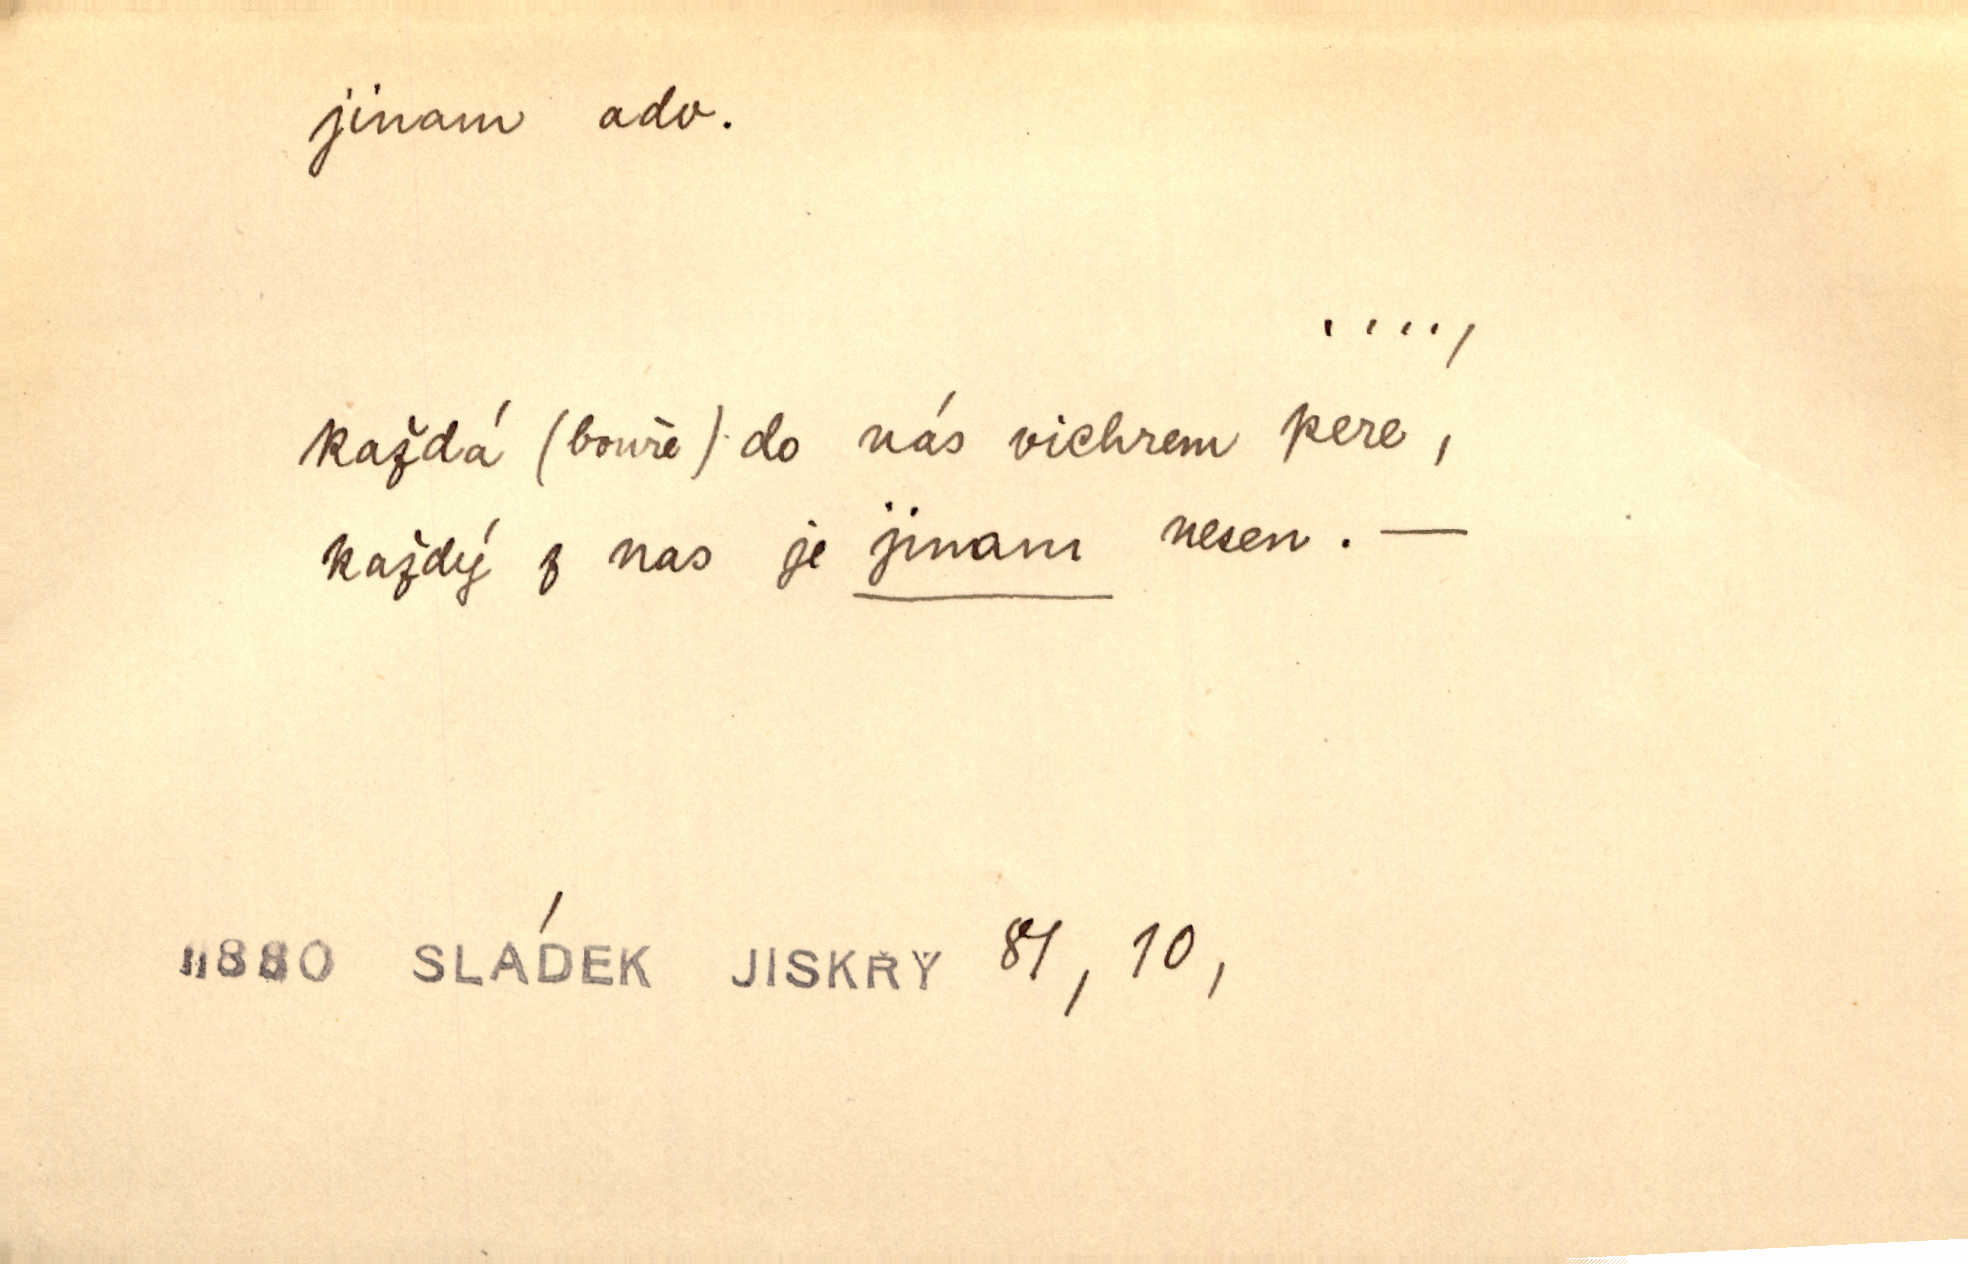 jinam adv.
....,
každá (bouře) do nás vichrem pere,
každý z nas je jinam nesen. —
1880 SLÁDEK JISKRY 81, 10,